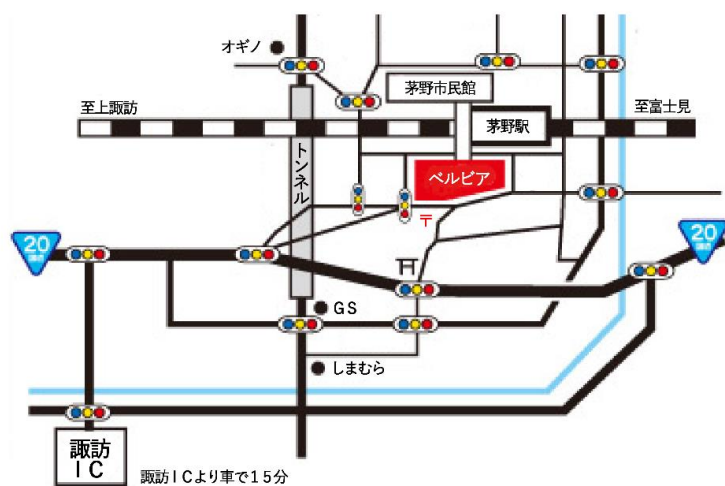 オギノ
茅野市民館
至上諏訪
茅野駅
至富士見
トンネル
ベルビア
〒
20
20
GS
しまむら
諏訪
IC
諏訪ICより車で15分